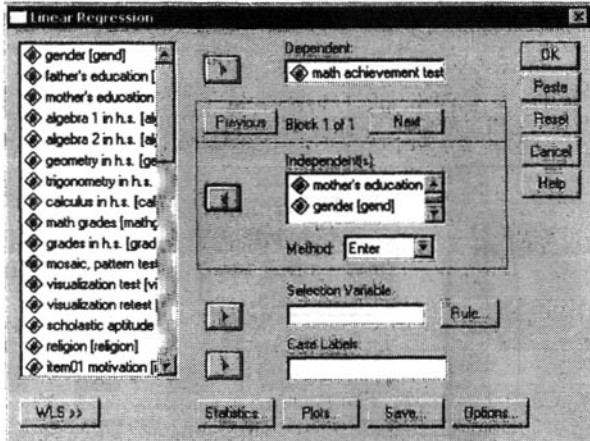 Linear Regression
gender [gend]
father's education [
mother's education
algebra 1 in h.s. [al
algebra 2 in h.s. [al
geometry in h.s. [ge
trigonometry in h.s.
calculus in h.s. [cal
math grades [mathg
grades in h.s. [grad
mosaic, pattern test
visualization test [vi
visualization retest [
scholastic aptitude
religion [religion]
item01 motivation [i
WLS >>
Dependent:
math achievement test
Previous
Block 1 of 1
Next
Independent(s):
mother's education
gender [gend]
Method:
Enter
Selection Variable:
Rule...
Case Labels:
Statistics...
Plots...
Save...
Options...
OK
Paste
Reset
Cancel
Help